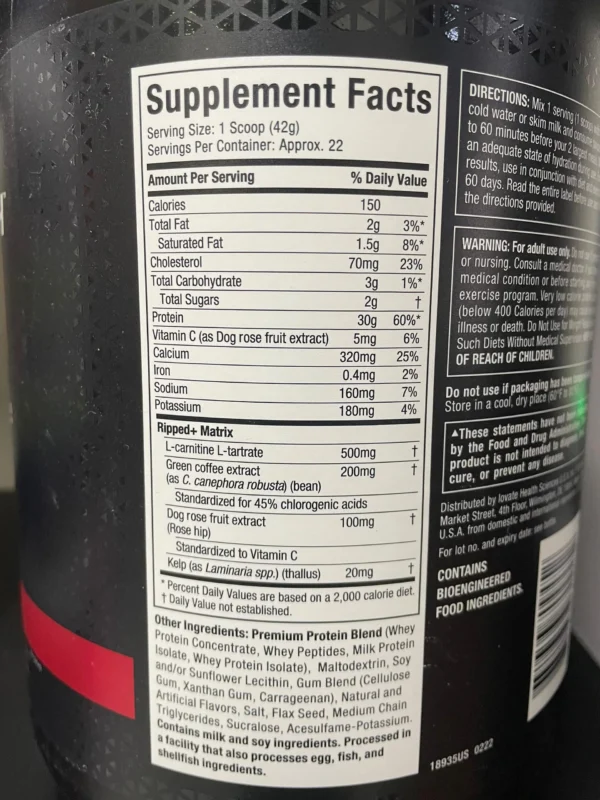 Supplement Facts
Serving Size: 1 Scoop (42g)
Servings Per Container: Approx. 22
Amount Per Serving % Daily Value
Calories 150
Total Fat 2g 3%*
Saturated Fat 1.5g 8%*
Cholesterol 70mg 23%
Total Carbohydrate 3g 1%*
Total Sugars 2g †
Protein 30g 60%*
Vitamin C (as Dog rose fruit extract) 5mg 6%
Calcium 320mg 25%
Iron 0.4mg 2%
Sodium 160mg 7%
Potassium 180mg 4%
Ripped+ Matrix
L-carnitine L-tartrate 500mg †
Green coffee extract 200mg †
(as C. canephora robusta) (bean)
Standardized for 45% chlorogenic acids
Dog rose fruit extract 100mg †
(Rose hip)
Standardized to Vitamin C
Kelp (as Laminaria spp.) (thallus) 20mg †
* Percent Daily Values are based on a 2,000 calorie diet.
† Daily Value not established.
Other Ingredients: Premium Protein Blend (Whey
Protein Concentrate, Whey Peptides, Milk Protein
Isolate, Whey Protein Isolate), Maltodextrin, Soy
and/or Sunflower Lecithin, Gum Blend (Cellulose
Gum, Xanthan Gum, Carrageenan), Natural and
Artificial Flavors, Salt, Flax Seed, Medium Chain
Triglycerides, Sucralose, Acesulfame-Potassium.
Contains milk and soy ingredients. Processed in
a facility that also processes egg, fish, and
shellfish ingredients.
DIRECTIONS: Mix 1 serving (1
cold water or skim milk and
to 60 minutes before your 2 largest
an adequate state of hydration
results, use in conjunction with
60 days. Read the entire label before
the directions provided.
WARNING: For adult use only.
or nursing. Consult a medical
medical condition or before
exercise program. Very low
(below 400 Calories per day)
illness or death. Do Not Use for
Such Diets Without Medical
OF REACH OF CHILDREN.
Do not use if packaging has been
Store in a cool, dry place (60°F
▲These statements have not
by the Food and Drug
product is not intended to
cure, or prevent any disease.
Distributed by Iovate Health Sciences
Market Street, 4th Floor,
U.S.A. from domestic and
For lot no. and expiry date:
CONTAINS
BIOENGINEERED
FOOD INGREDIENTS.
18935US 0222